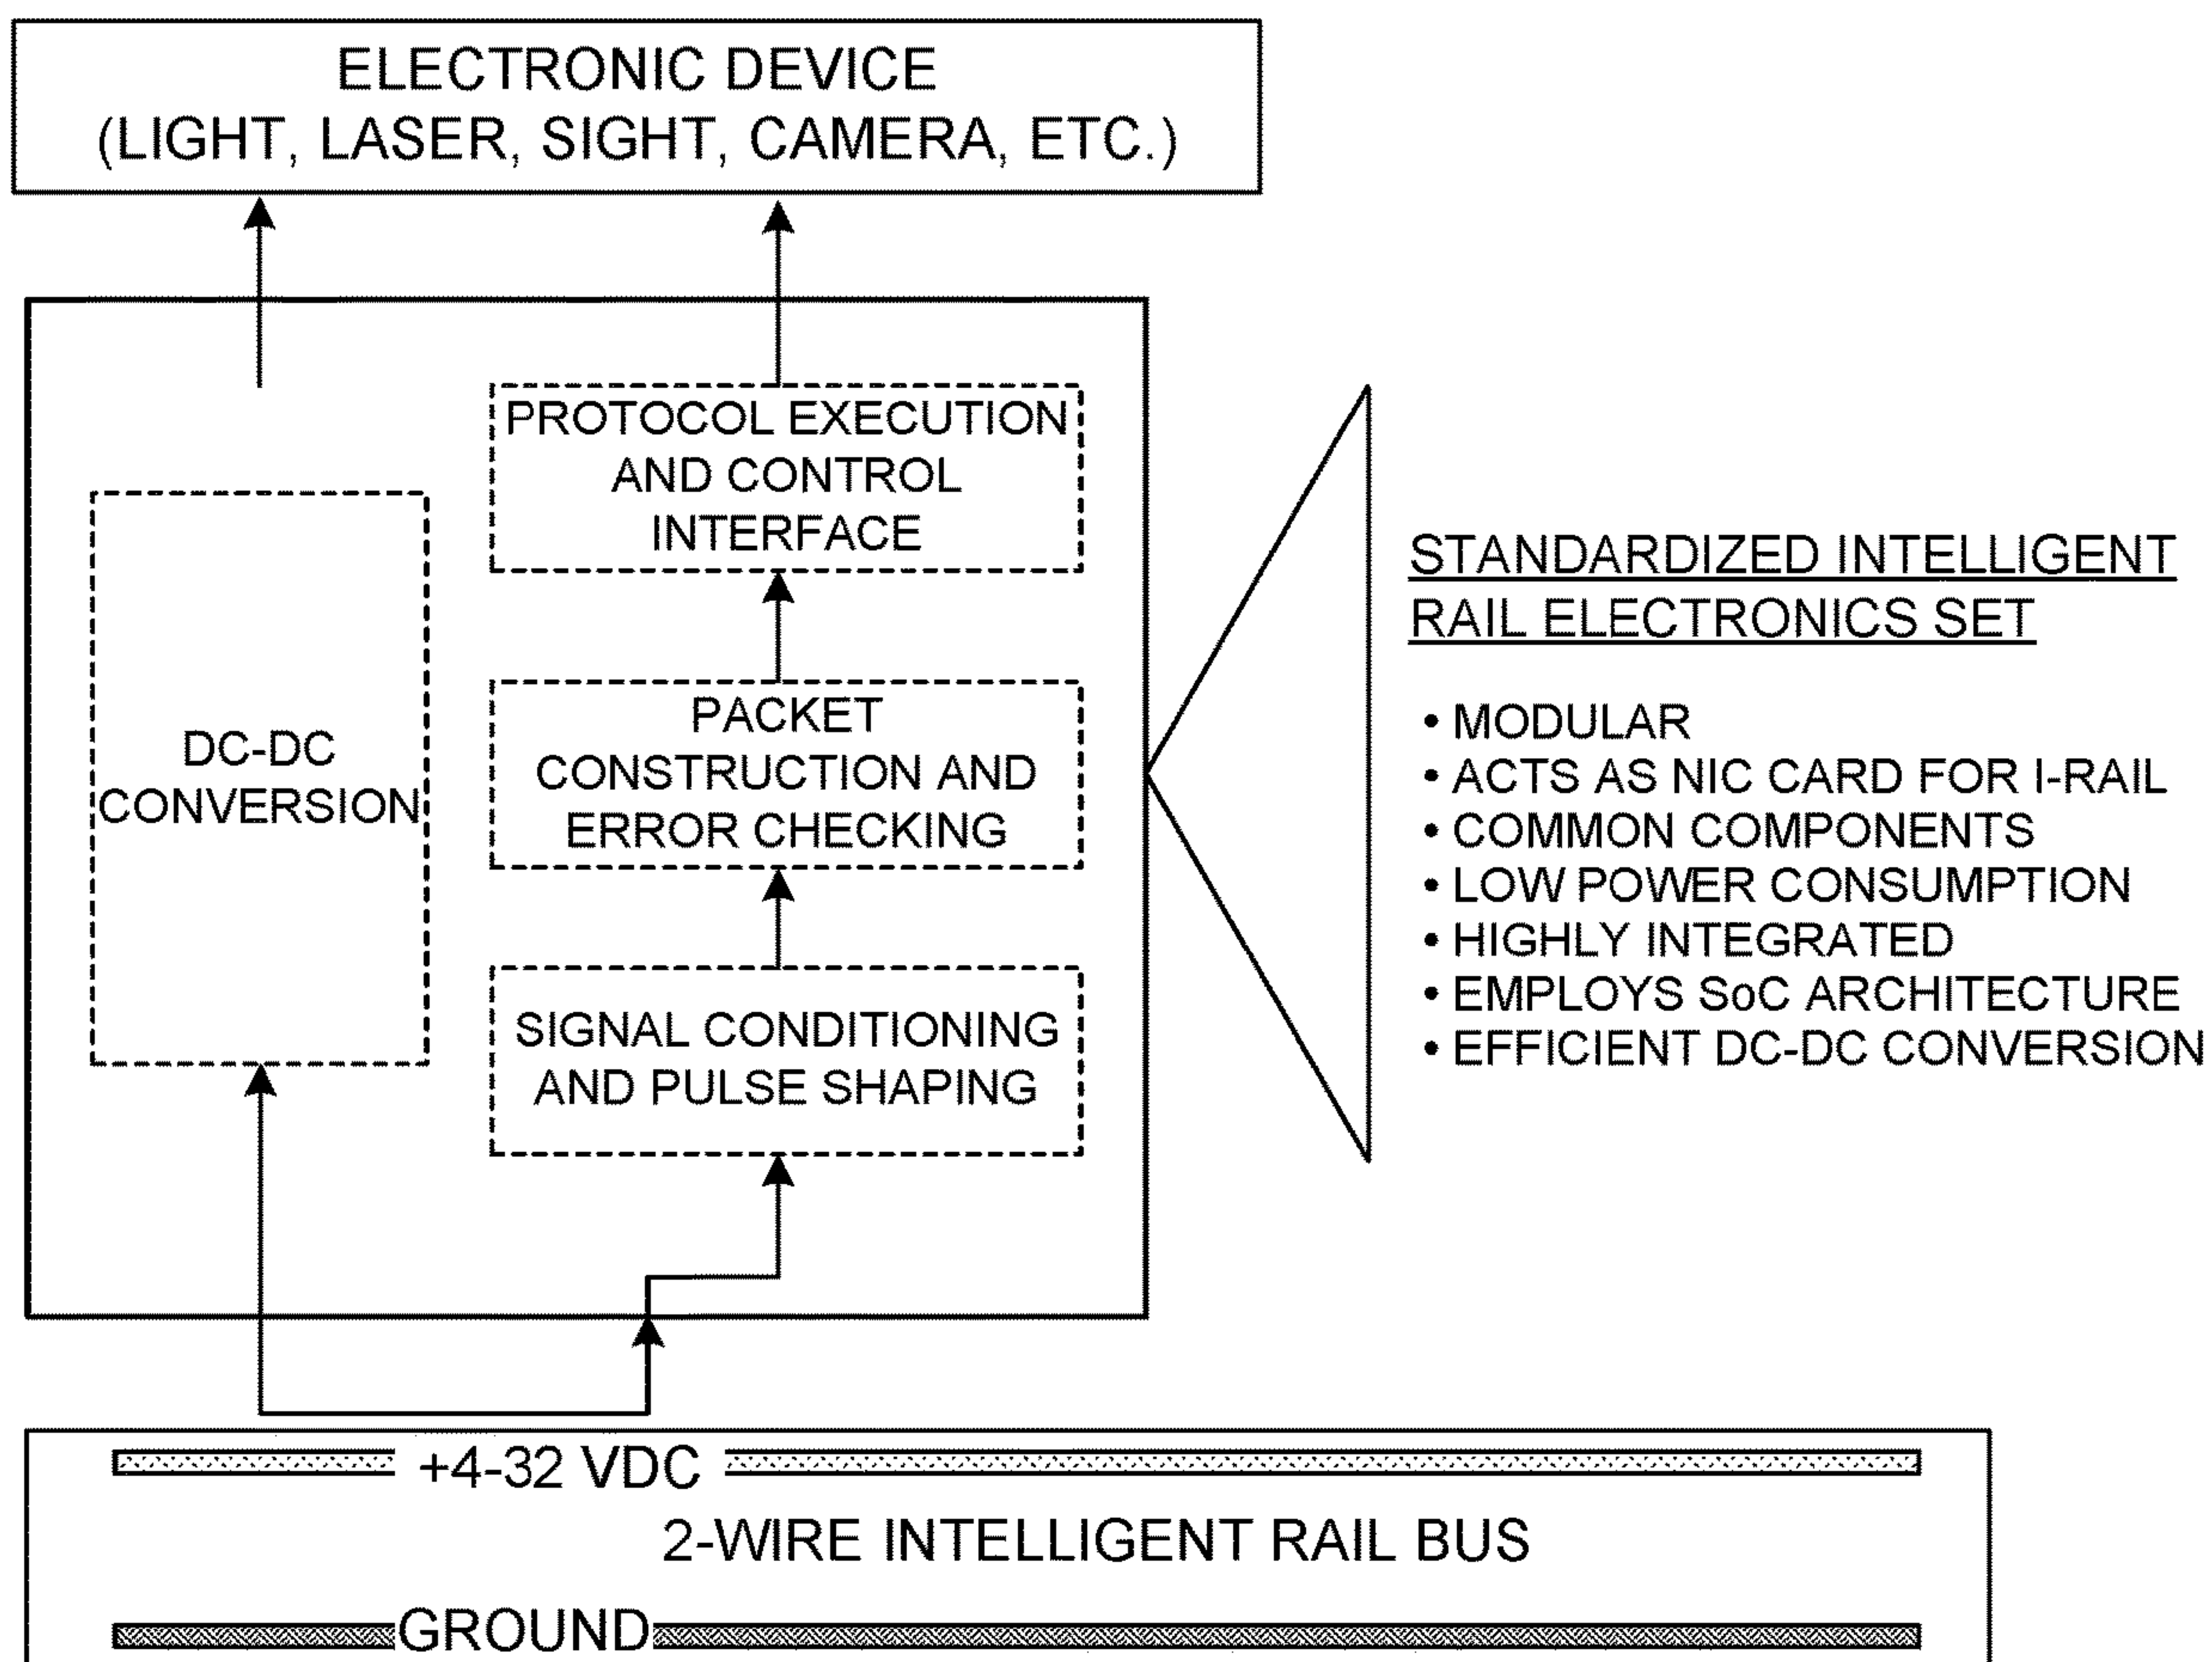 ELECTRONIC DEVICE
(LIGHT, LASER, SIGHT, CAMERA, ETC.)
PROTOCOL EXECUTION
AND CONTROL
INTERFACE
DC-DC
CONVERSION
PACKET
CONSTRUCTION AND
ERROR CHECKING
SIGNAL CONDITIONING
AND PULSE SHAPING
STANDARDIZED INTELLIGENT
RAIL ELECTRONICS SET
• MODULAR
• ACTS AS NIC CARD FOR I-RAIL
• COMMON COMPONENTS
• LOW POWER CONSUMPTION
• HIGHLY INTEGRATED
• EMPLOYS SoC ARCHITECTURE
• EFFICIENT DC-DC CONVERSION
+4-32 VDC
2-WIRE INTELLIGENT RAIL BUS
GROUND